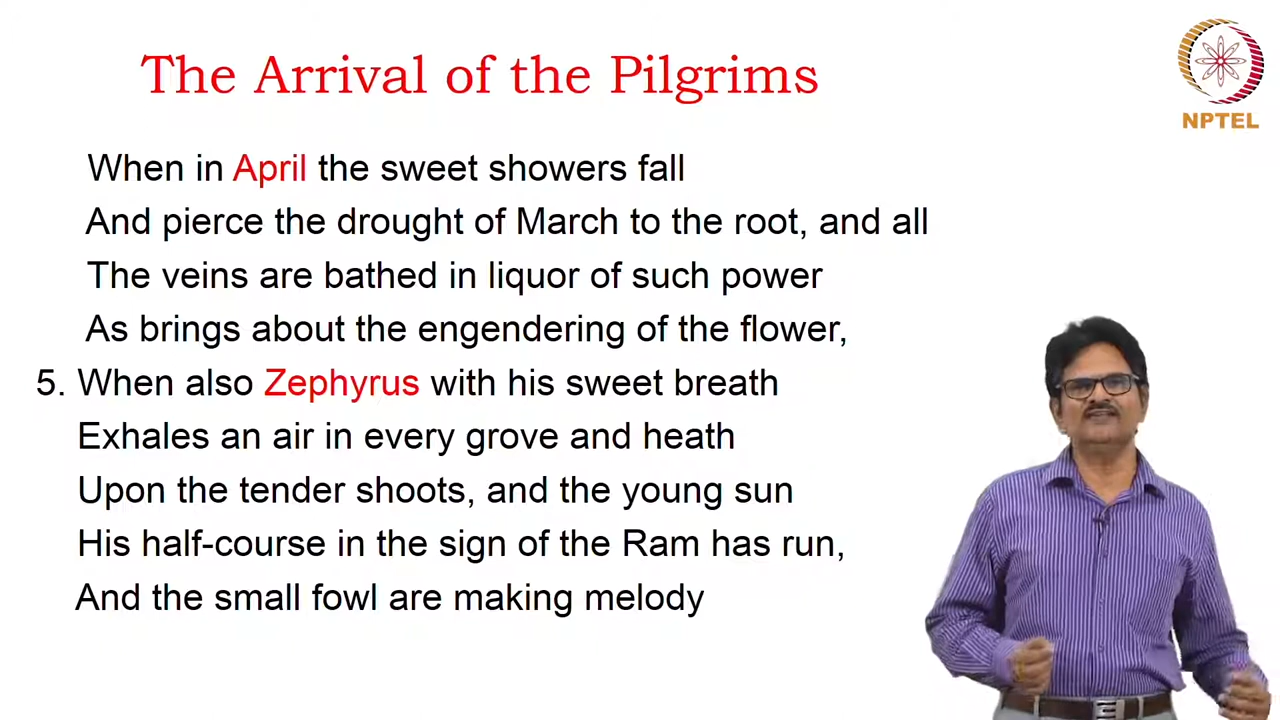 The Arrival of the Pilgrims
NPTEL
When in April the sweet showers fall
And pierce the drought of March to the root, and all
The veins are bathed in liquor of such power
As brings about the engendering of the flower,
5. When also Zephyrus with his sweet breath
Exhales an air in every grove and heath
Upon the tender shoots, and the young sun
His half-course in the sign of the Ram has run,
And the small fowl are making melody